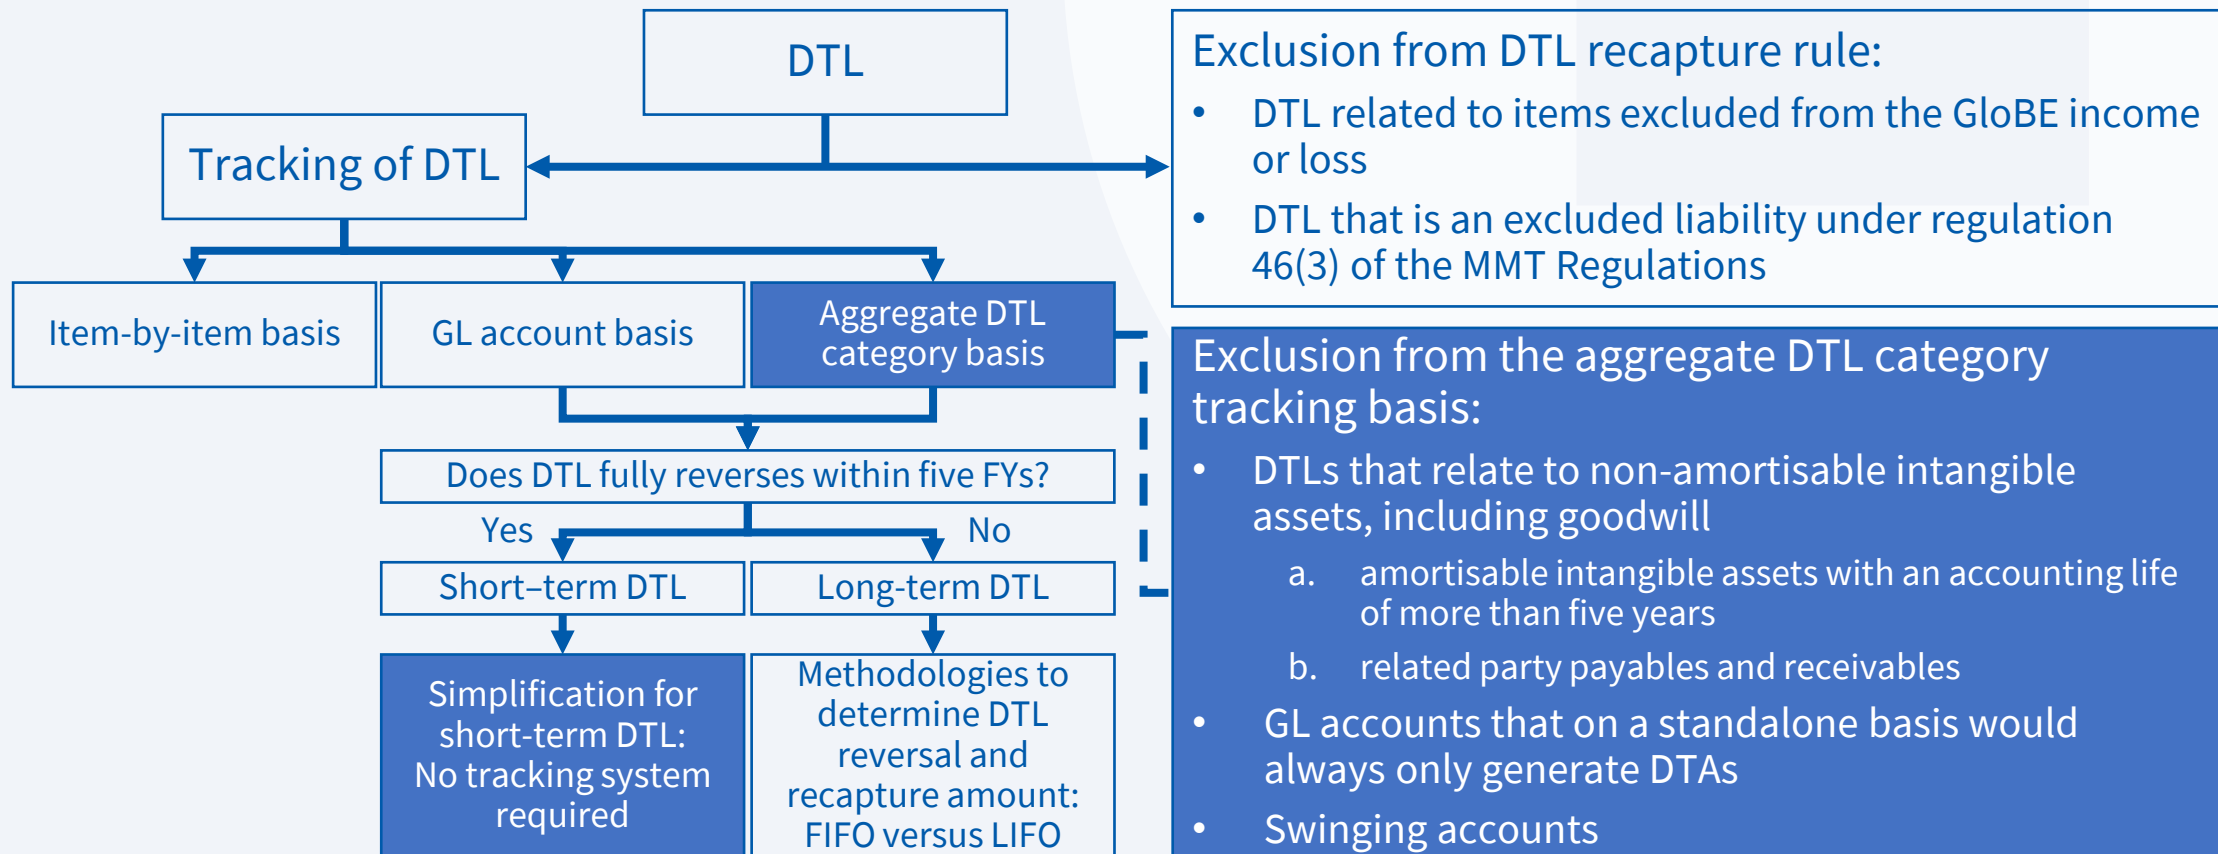 DTL
Tracking of DTL
Item-by-item basis
GL account basis
Aggregate DTL
category basis
Does DTL fully reverses within five FYs?
Yes
No
Short–term DTL
Long-term DTL
Simplification for
short-term DTL:
No tracking system
required
Methodologies to
determine DTL
reversal and
recapture amount:
FIFO versus LIFO
Exclusion from DTL recapture rule:
• DTL related to items excluded from the GloBE income
or loss
• DTL that is an excluded liability under regulation
46(3) of the MMT Regulations
Exclusion from the aggregate DTL category
tracking basis:
• DTLs that relate to non-amortisable intangible
assets, including goodwill
a. amortisable intangible assets with an accounting life
of more than five years
b. related party payables and receivables
• GL accounts that on a standalone basis would
always only generate DTAs
• Swinging accounts